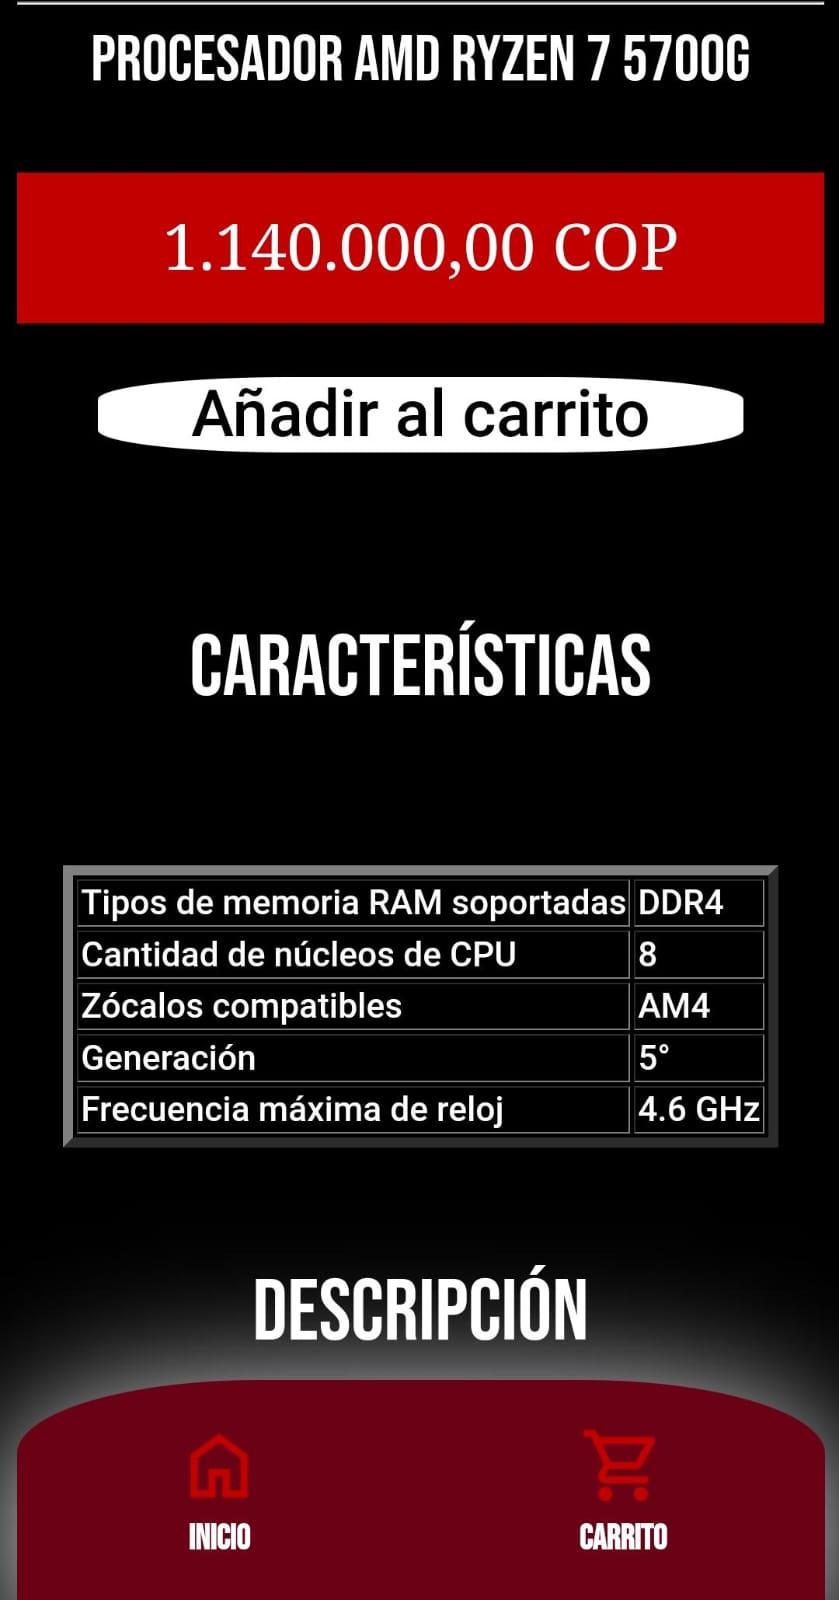 PROCESADOR AMD RYZEN 7 5700G
1.140.000,00 COP
Añadir al carrito
CARACTERÍSTICAS
Tipos de memoria RAM soportadas DDR4
Cantidad de núcleos de CPU 8
Zócalos compatibles AM4
Generación 5°
Frecuencia máxima de reloj 4.6 GHz
DESCRIPCIÓN
INICIO CARRITO